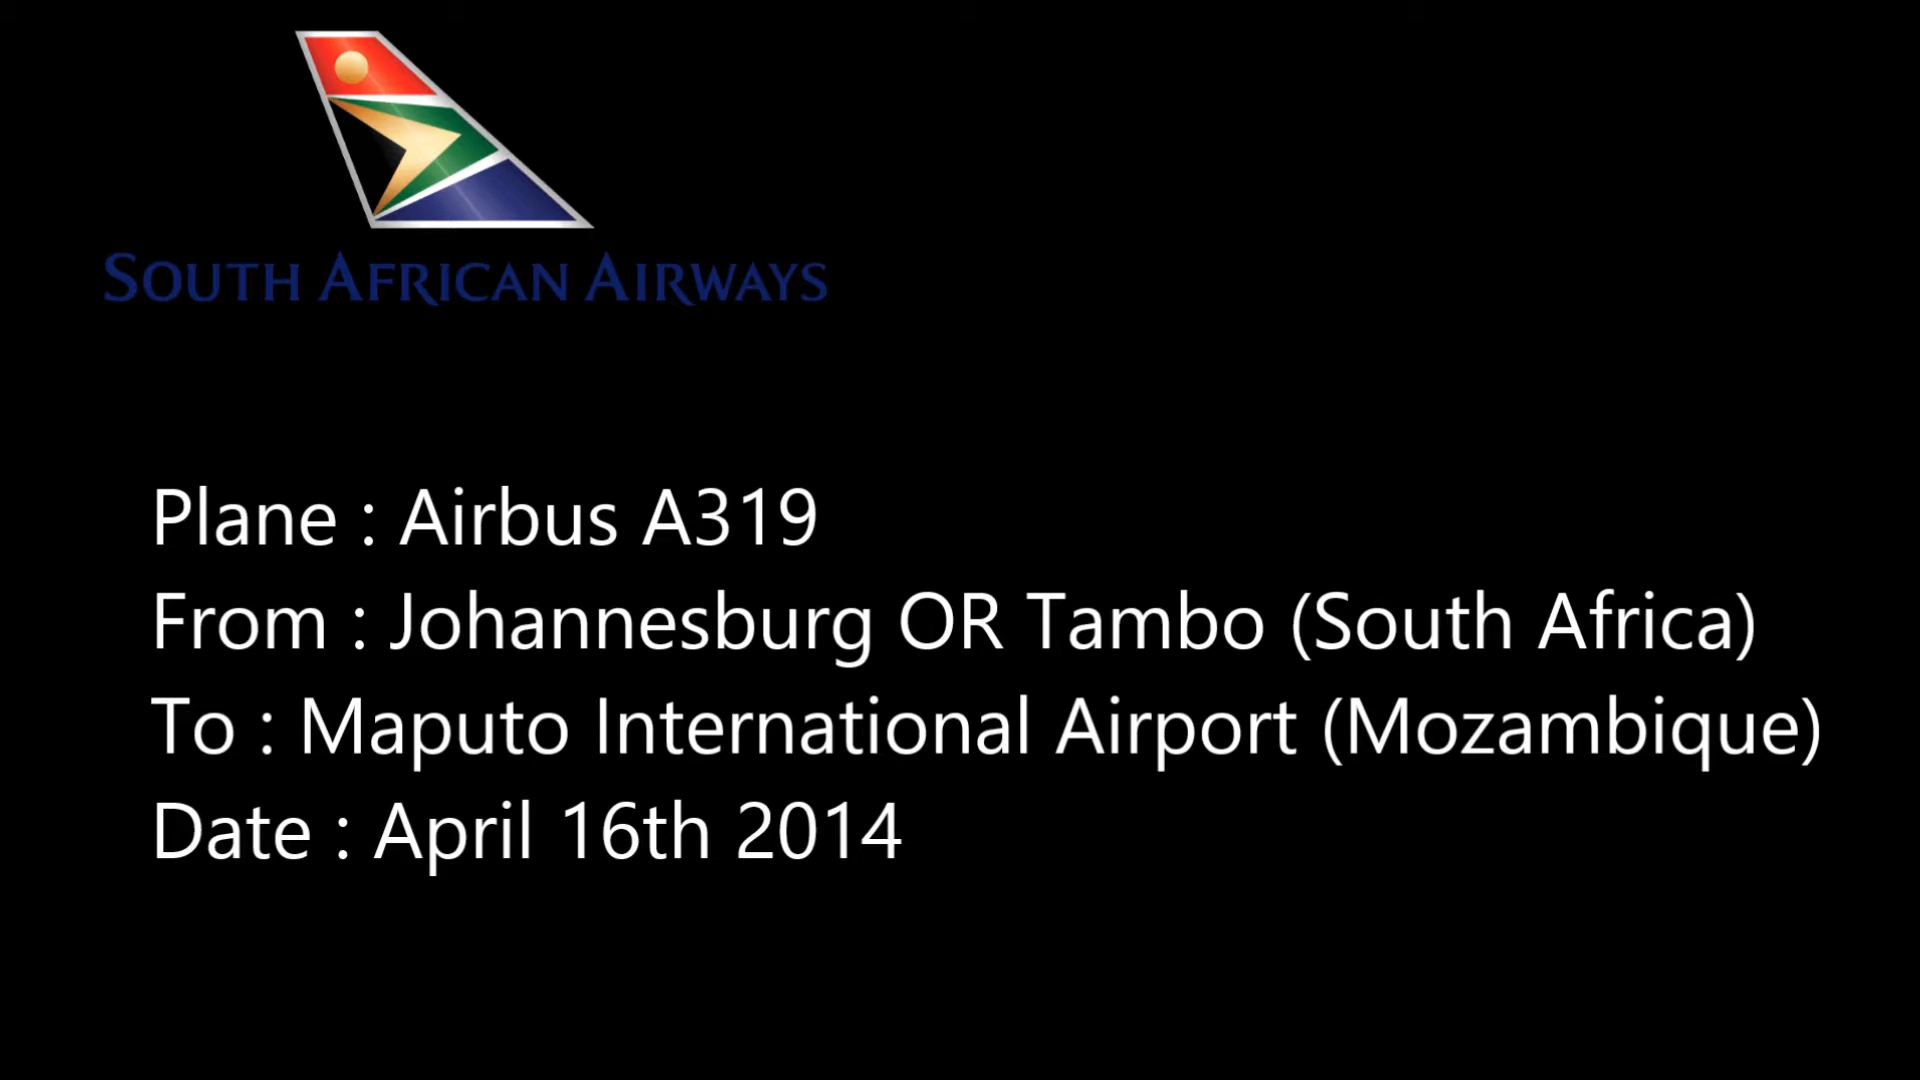 South African Airways
Plane : Airbus A319
From : Johannesburg OR Tambo (South Africa)
To : Maputo International Airport (Mozambique)
Date : April 16th 2014